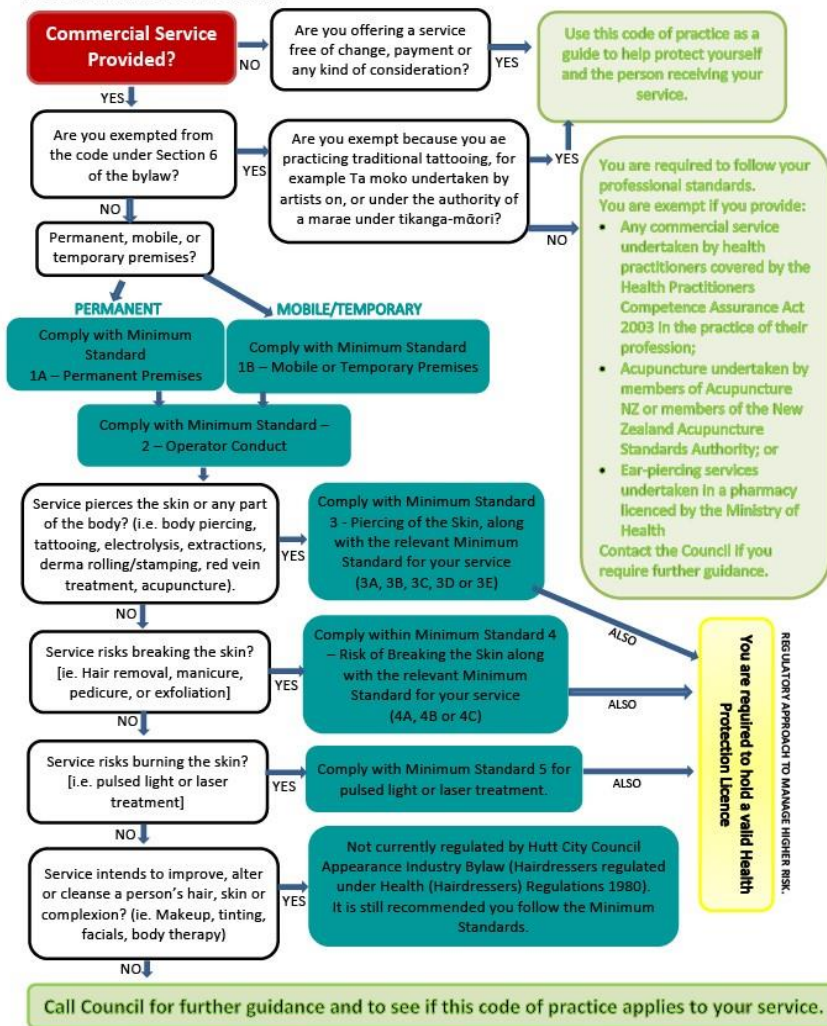 Commercial Service
Provided?
NO
Are you offering a service
free of change, payment or
any kind of consideration?
YES
Use this code of practice as a
guide to help protect yourself
and the person receiving your
service.
YES
Are you exempted from
the code under Section 6
of the bylaw?
YES
Are you exempt because you ae
practicing traditional tattooing, for
example Ta moko undertaken by
artists on, or under the authority of
a marae under tikanga-māori?
YES
NO
You are required to follow your
professional standards.
You are exempt if you provide:
• Any commercial service
undertaken by health
practitioners covered by the
Health Practitioners
Competence Assurance Act
2003 in the practice of their
profession;
• Acupuncture undertaken by
members of Acupuncture
NZ or members of the New
Zealand Acupuncture
Standards Authority; or
• Ear-piercing services
undertaken in a pharmacy
licenced by the Ministry of
Health
Contact the Council if you
require further guidance.
NO
Permanent, mobile, or
temporary premises?
PERMANENT
MOBILE/TEMPORARY
Comply with Minimum
Standard
1A – Permanent Premises
Comply with Minimum Standard
1B – Mobile or Temporary Premises
Comply with Minimum Standard –
2 – Operator Conduct
Service pierces the skin or any part
of the body? (i.e. body piercing,
tattooing, electrolysis, extractions,
derma rolling/stamping, red vein
treatment, acupuncture).
YES
Comply with Minimum Standard
3 - Piercing of the Skin, along
with the relevant Minimum
Standard for your service
(3A, 3B, 3C, 3D or 3E)
ALSO
NO
Service risks breaking the skin?
[ie. Hair removal, manicure,
pedicure, or exfoliation]
YES
Comply within Minimum Standard 4
– Risk of Breaking the Skin along
with the relevant Minimum
Standard for your service
(4A, 4B or 4C)
ALSO
NO
Service risks burning the skin?
[i.e. pulsed light or laser
treatment]
YES
Comply with Minimum Standard 5 for
pulsed light or laser treatment.
ALSO
You are required to hold a valid Health
Protection Licence
REGULATORY APPROACH TO MANAGE HIGHER RISK.
NO
Service intends to improve, alter
or cleanse a person's hair, skin or
complexion? (ie. Makeup, tinting,
facials, body therapy)
YES
Not currently regulated by Hutt City Council
Appearance Industry Bylaw (Hairdressers regulated
under Health (Hairdressers) Regulations 1980).
It is still recommended you follow the Minimum
Standards.
NO
Call Council for further guidance and to see if this code of practice applies to your service.